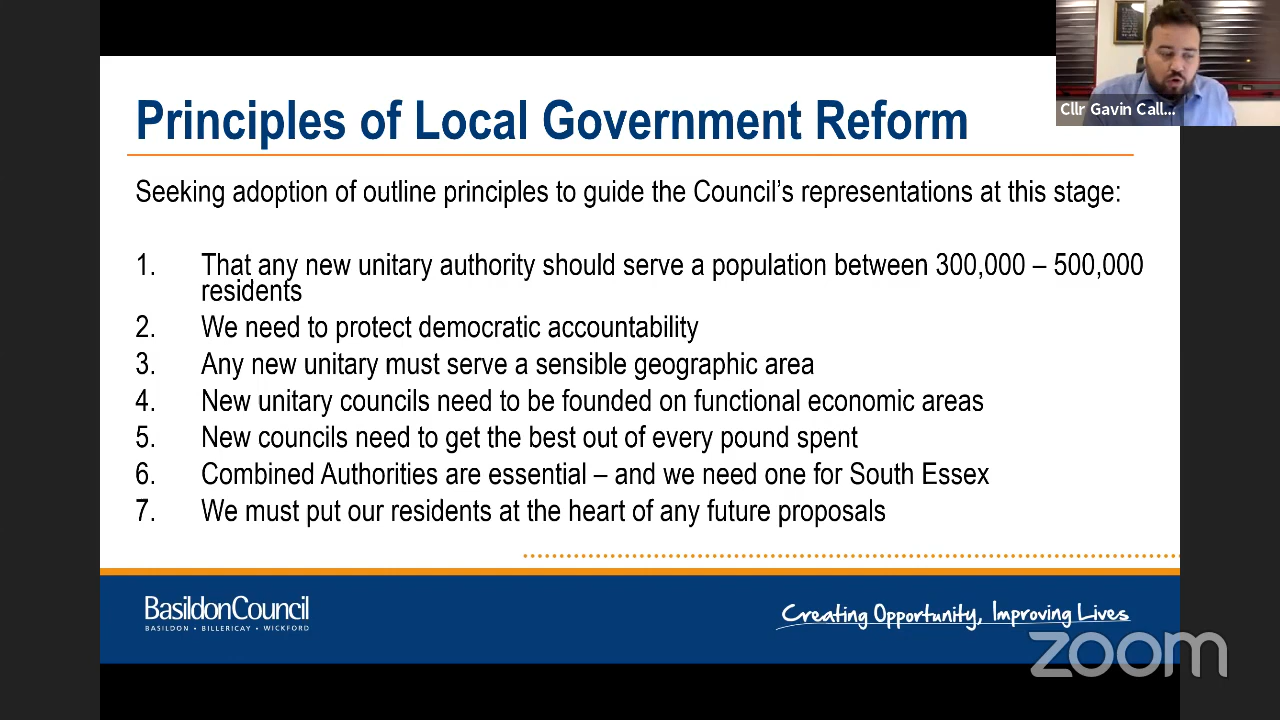 Principles of Local Government Reform
Cllr Gavin Call...
Seeking adoption of outline principles to guide the Council's representations at this stage:
1. That any new unitary authority should serve a population between 300,000 – 500,000
residents
2. We need to protect democratic accountability
3. Any new unitary must serve a sensible geographic area
4. New unitary councils need to be founded on functional economic areas
5. New councils need to get the best out of every pound spent
6. Combined Authorities are essential – and we need one for South Essex
7. We must put our residents at the heart of any future proposals
BasildonCouncil
BASILDON • BILLERICAY • WICKFORD
Creating Opportunity, Improving Lives
zoom